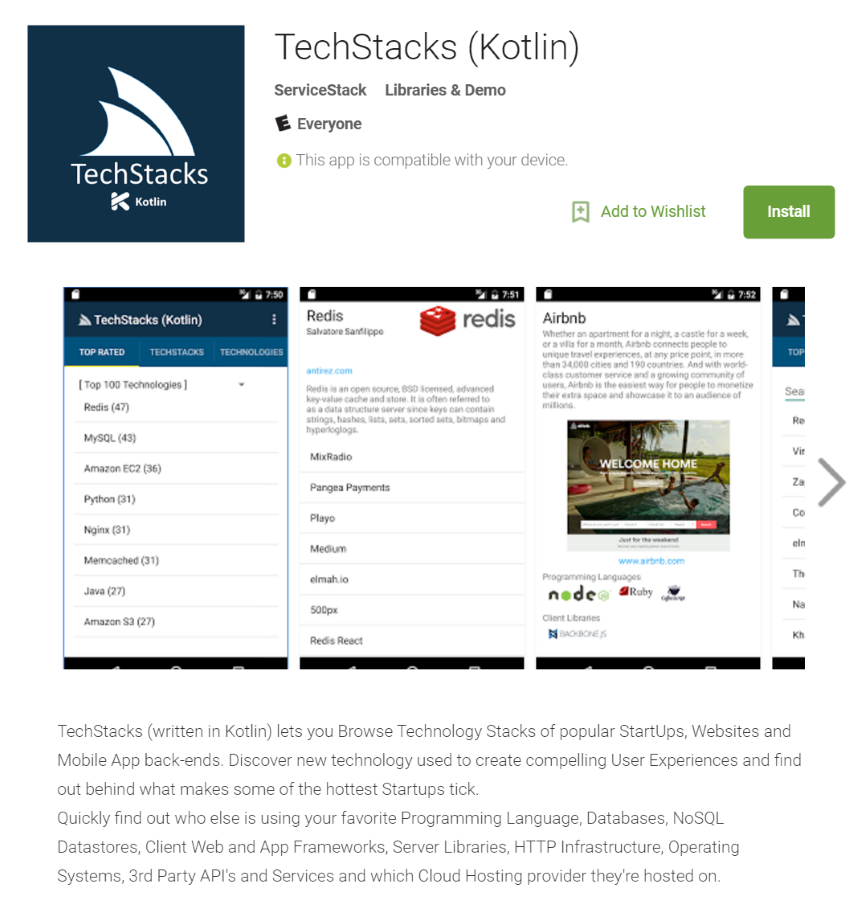 TechStacks (Kotlin)
ServiceStack Libraries & Demo
E Everyone
This app is compatible with your device.
Add to Wishlist
Install
TechStacks
Kotlin
7:50
TechStacks (Kotlin)
TOP RATED TECHSTACKS TECHNOLOGIES
[ Top 100 Technologies ]
Redis (47)
MySQL (43)
Amazon EC2 (36)
Python (31)
Nginx (31)
Memcached (31)
Java (27)
Amazon S3 (27)
7:51
Redis
Salvatore Sanfilippo
redis
antirez.com
Redis is an open source, BSD licensed, advanced
key-value cache and store. It is often referred to
as a data structure server since keys can contain
strings, hashes, lists, sets, sorted sets, bitmaps and
hyperloglogs.
MixRadio
Pangea Payments
Playo
Medium
elmah.io
500px
Redis React
7:52
Airbnb
Whether an apartment for a night, a castle for a week,
or a villa for a month, Airbnb connects people to
unique travel experiences, at any price point, in more
than 34,000 cities and 190 countries. And with world-
class customer service and a growing community of
users, Airbnb is the easiest way for people to monetize
their extra space and showcase it to an audience of
millions.
WELCOME HOME
Just for the weekend
www.airbnb.com
Programming Languages
node Ruby CoffeeScript
Client Libraries
BACKBONE.JS
TOP
Sea
Re
Vir
Za
Co
elm
Th
Na
Kh
TechStacks (written in Kotlin) lets you Browse Technology Stacks of popular StartUps, Websites and
Mobile App back-ends. Discover new technology used to create compelling User Experiences and find
out behind what makes some of the hottest Startups tick.
Quickly find out who else is using your favorite Programming Language, Databases, NoSQL
Datastores, Client Web and App Frameworks, Server Libraries, HTTP Infrastructure, Operating
Systems, 3rd Party API's and Services and which Cloud Hosting provider they're hosted on.